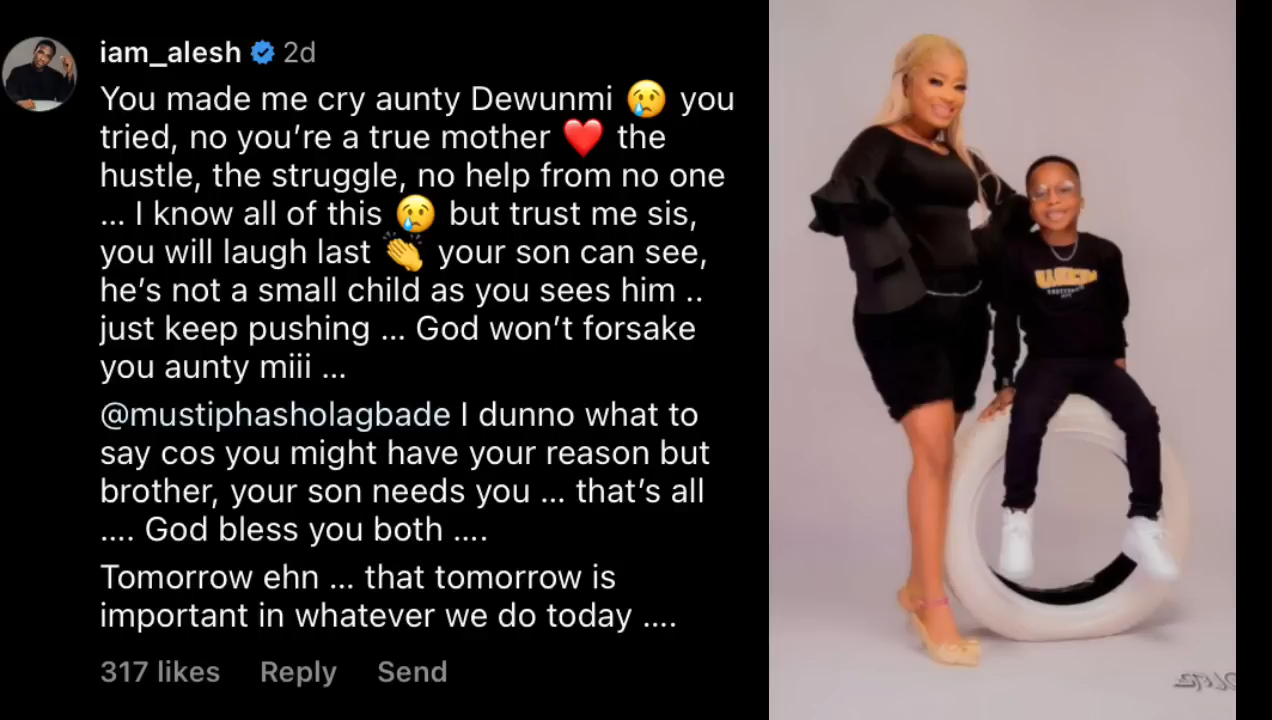 iam_alesh 2d
You made me cry aunty Dewunmi 😢 you
tried, no you’re a true mother ❤️ the
hustle, the struggle, no help from no one
... I know all of this 😢 but trust me sis,
you will laugh last 👏 your son can see,
he’s not a small child as you sees him ..
just keep pushing ... God won’t forsake
you aunty miii ...
@mustiphasholagbade I dunno what to
say cos you might have your reason but
brother, your son needs you ... that’s all
.... God bless you both ....
Tomorrow ehn ... that tomorrow is
important in whatever we do today ....
317 likes Reply Send